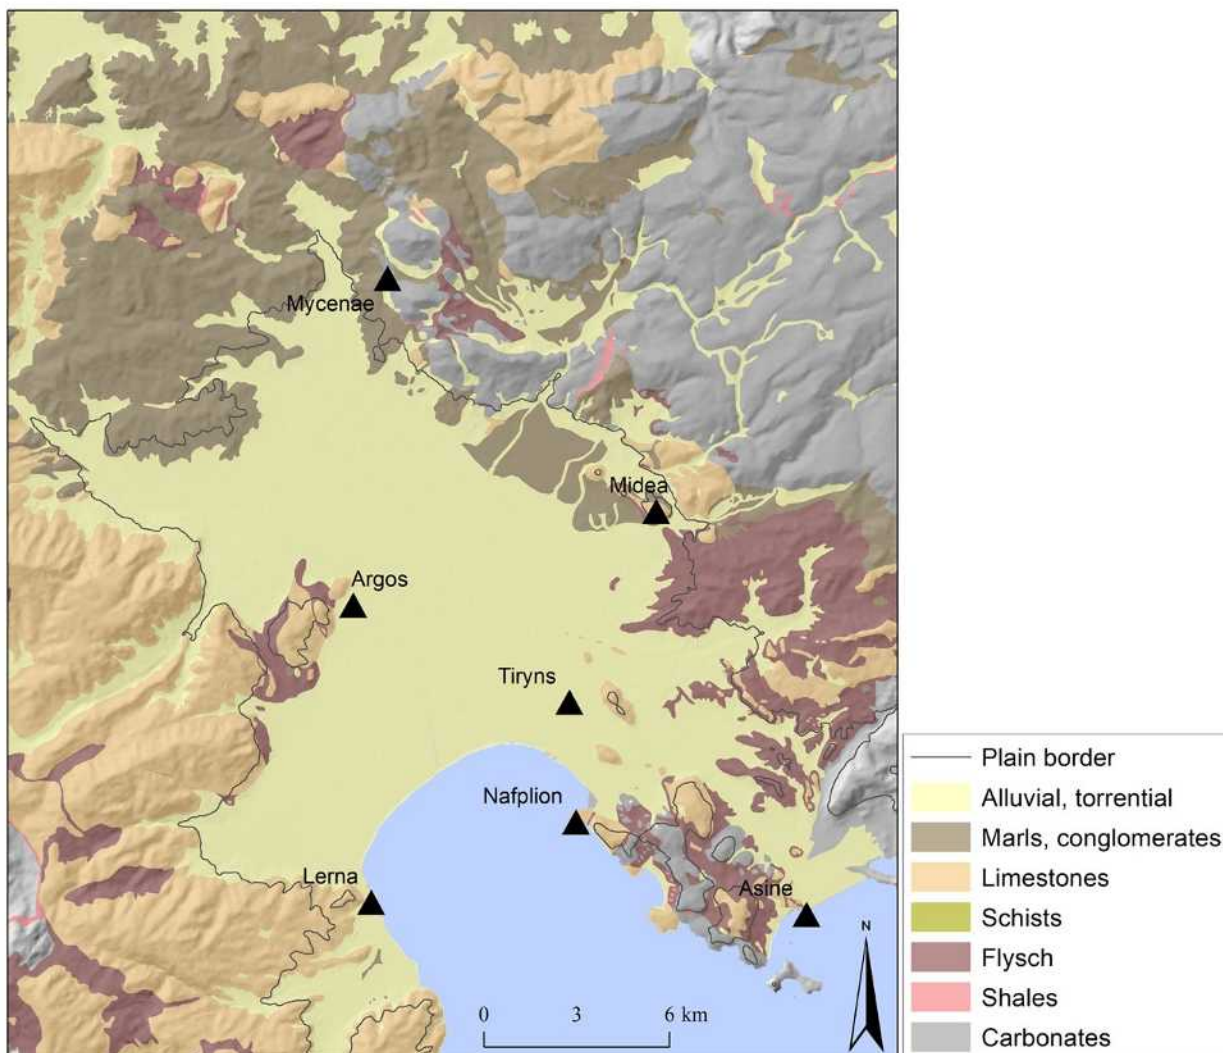 Mycenae
Midea
Argos
Tiryns
Nafplion
Lerna
Asine
N
0 3 6 km
Plain border
Alluvial, torrential
Marls, conglomerates
Limestones
Schists
Flysch
Shales
Carbonates